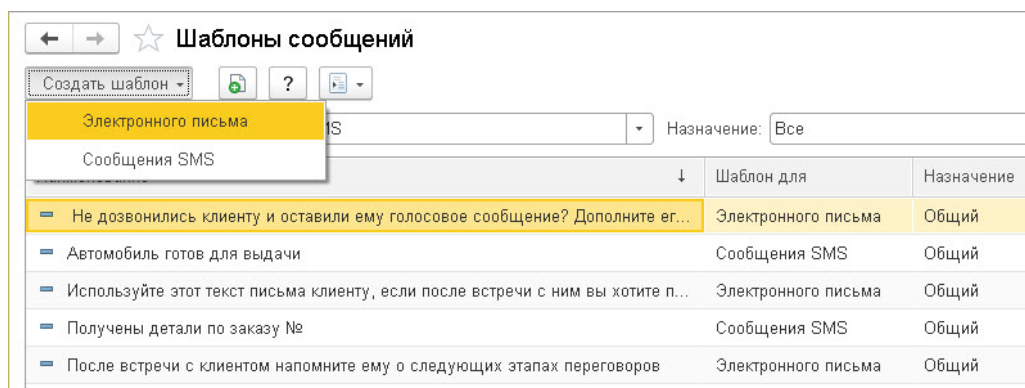 Шаблоны сообщений
Создать шаблон ?
Электронного письма
Назначение: Все
Сообщения SMS
Шаблон для Назначение
Не дозвонились клиенту и оставили ему голосовое сообщение? Дополните ег... Электронного письма Общий
Автомобиль готов для выдачи Сообщения SMS Общий
Используйте этот текст письма клиенту, если после встречи с ним вы хотите п... Электронного письма Общий
Получены детали по заказу № Сообщения SMS Общий
После встречи с клиентом напомните ему о следующих этапах переговоров Электронного письма Общий